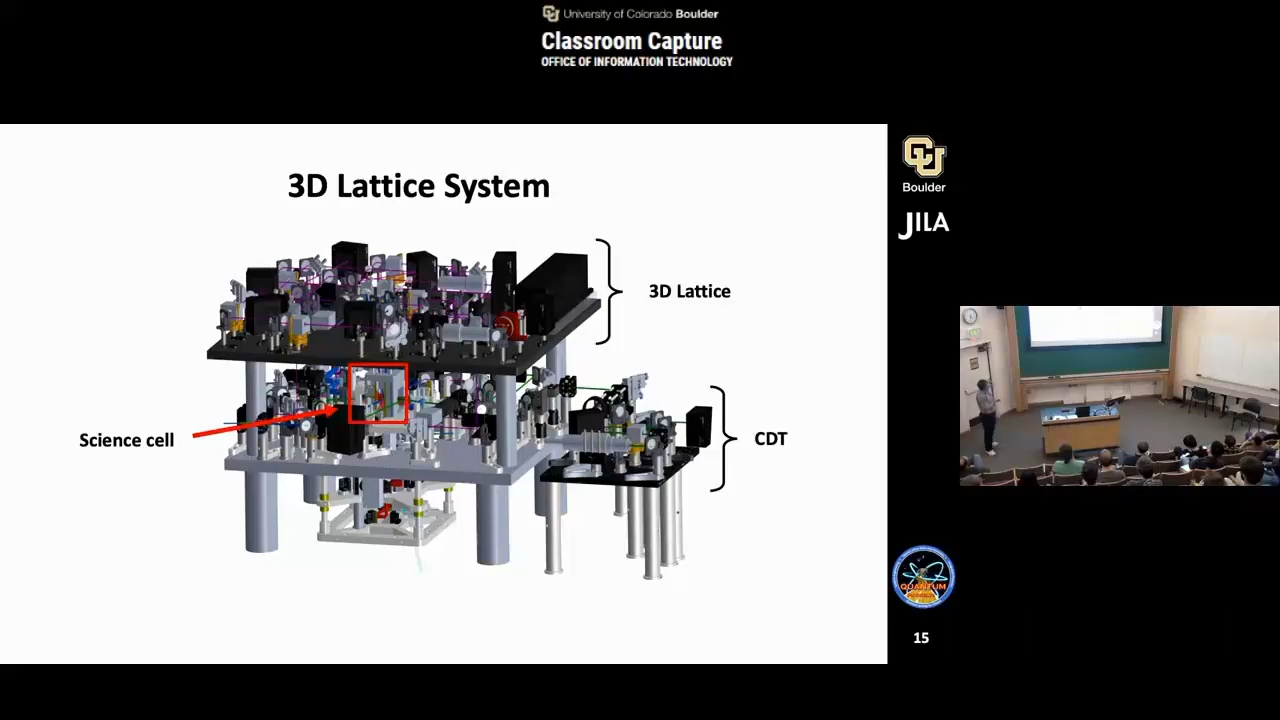 University of Colorado Boulder
Classroom Capture
OFFICE OF INFORMATION TECHNOLOGY
3D Lattice System
Boulder
JILA
3D Lattice
Science cell
CDT
QUANTUM
15